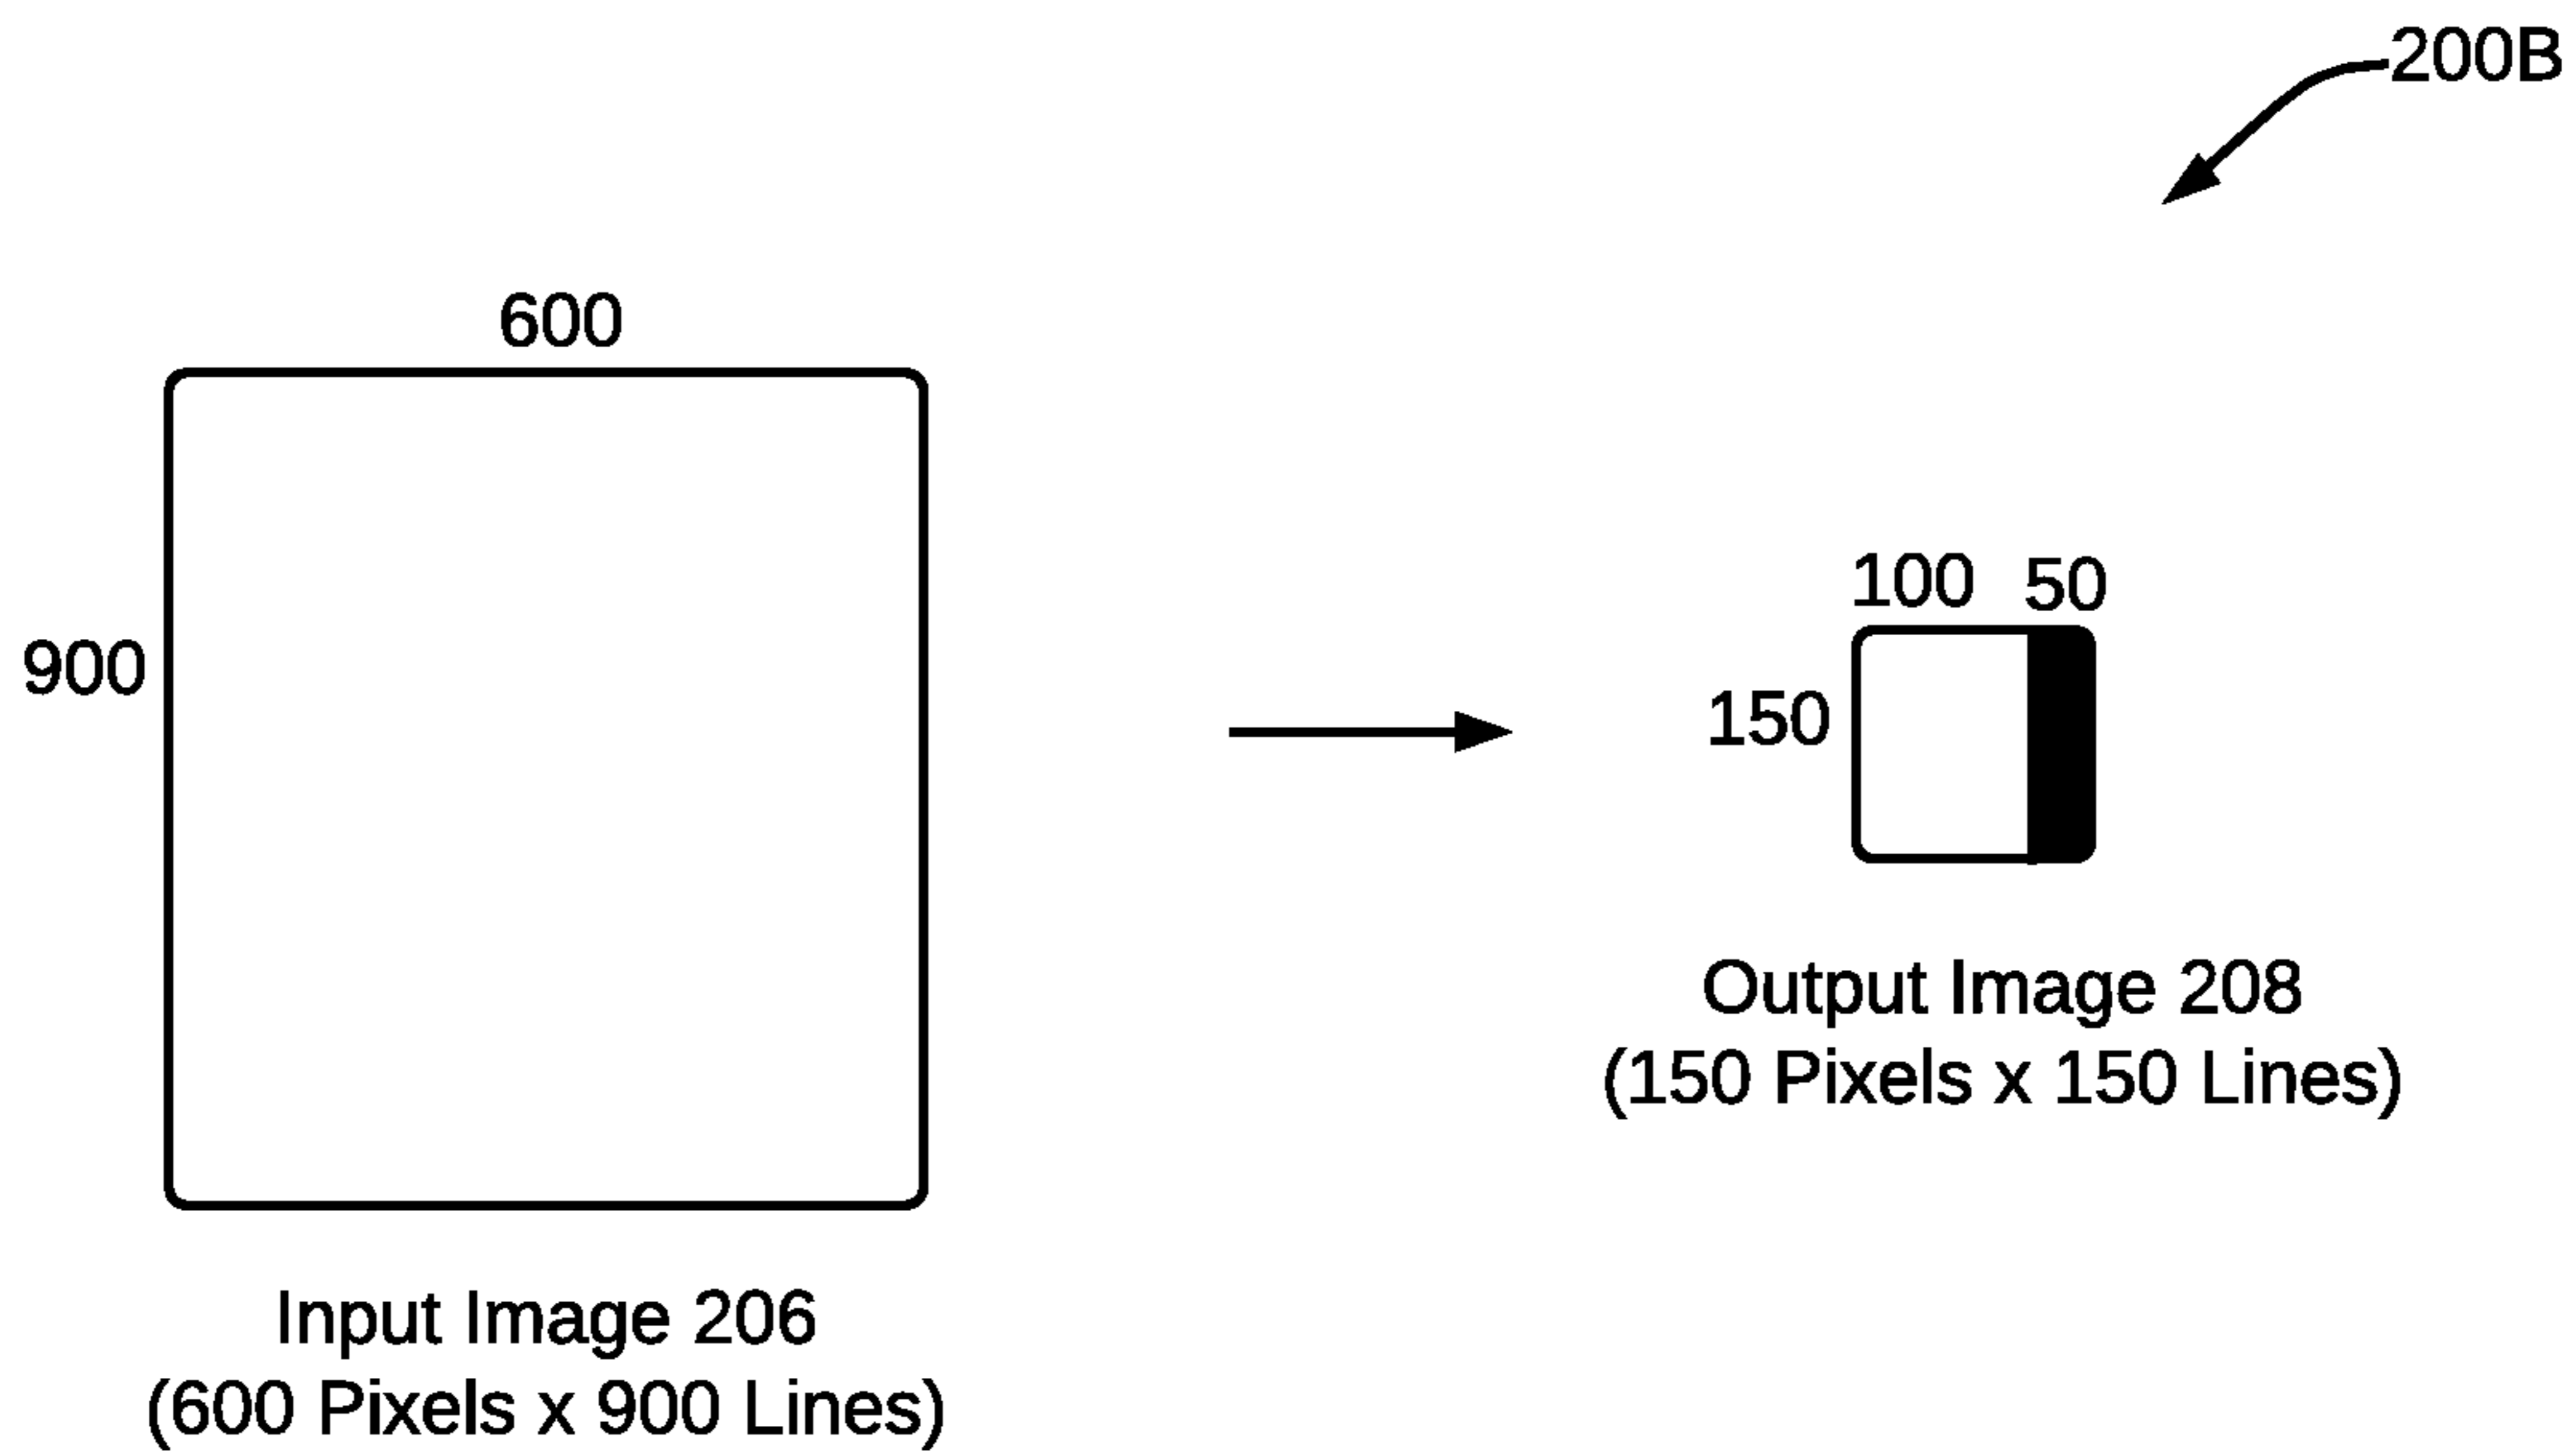 200B
600
900
100 50
150
Output Image 208
(150 Pixels x 150 Lines)
Input Image 206
(600 Pixels x 900 Lines)